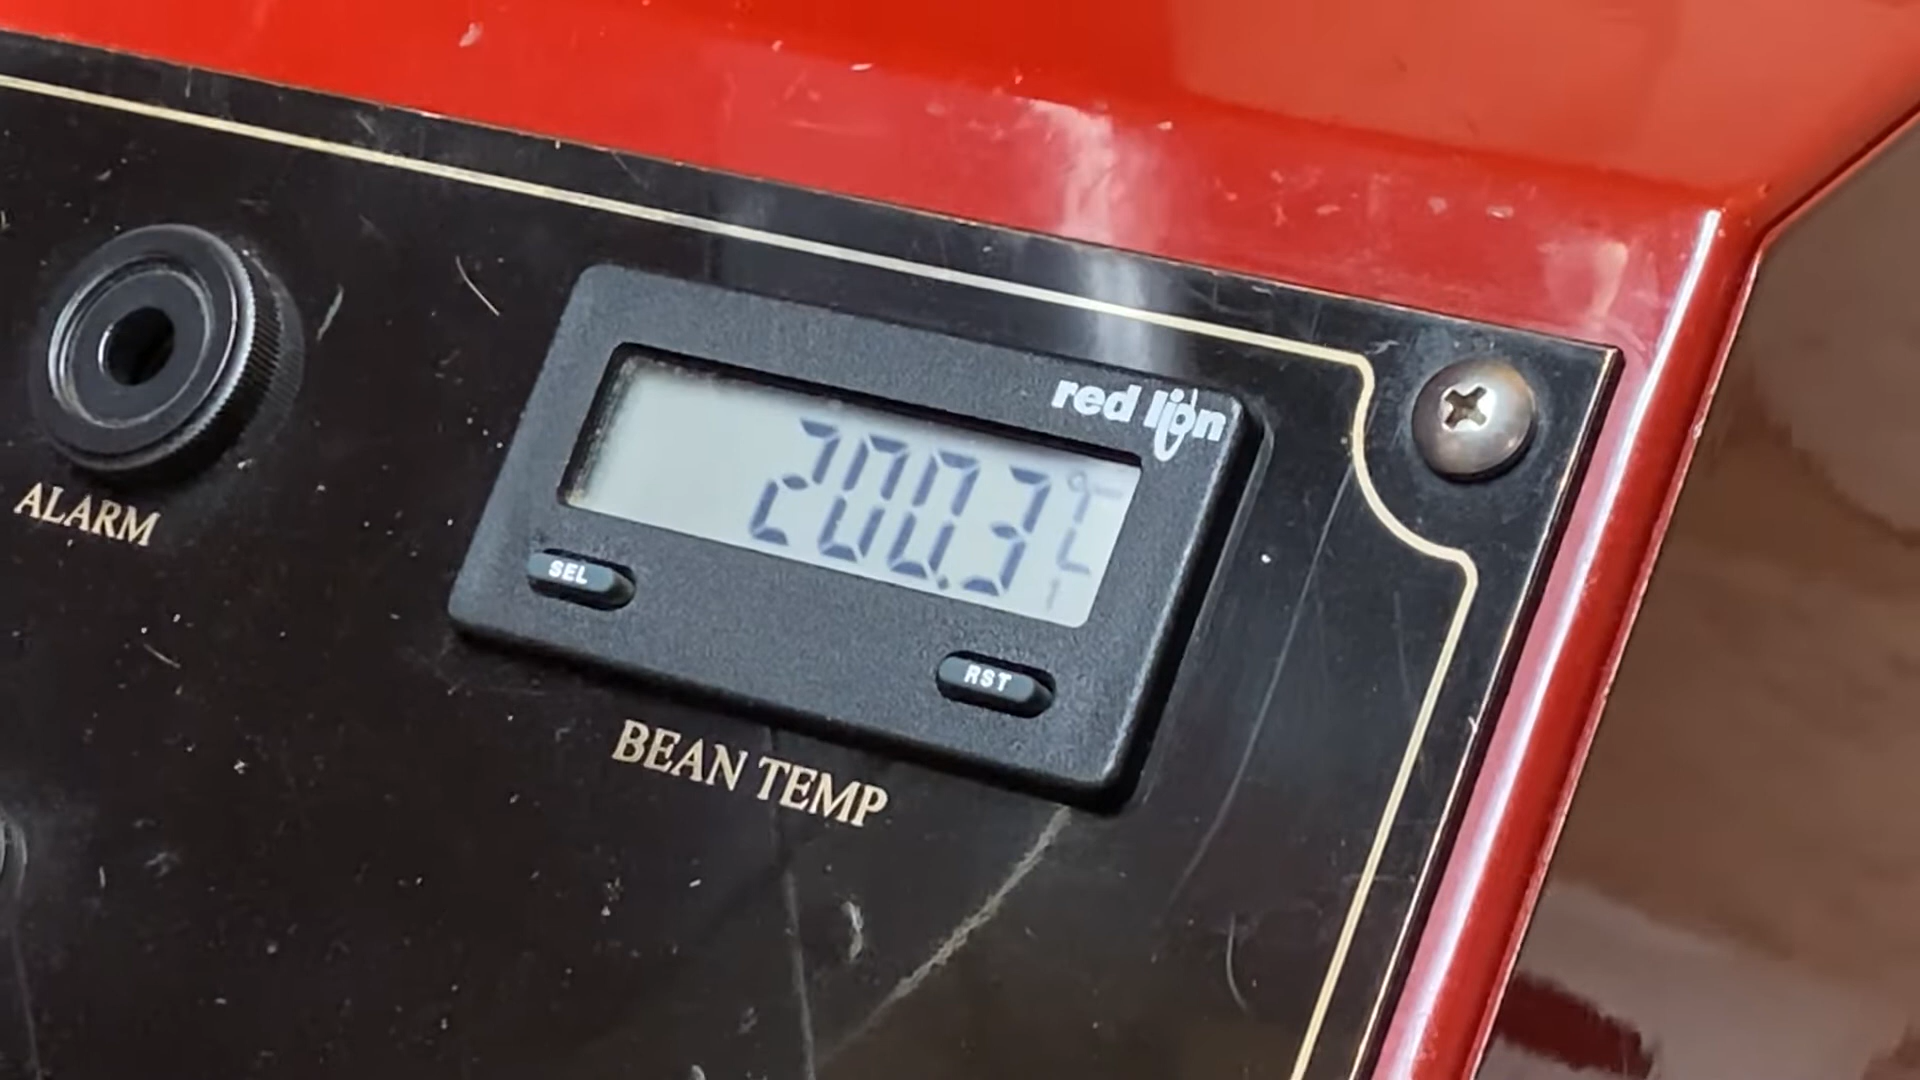 red lion
200.3
SEL
RST
ALARM
BEAN TEMP